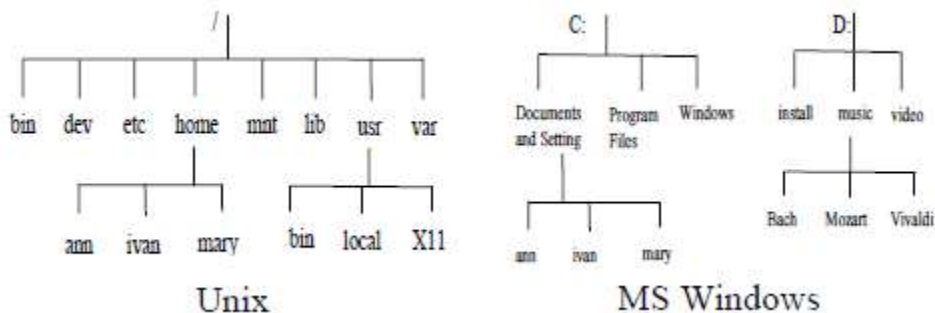 /
bin dev etc home mnt lib usr var
ann ivan mary
bin local X11
Unix
C:
Documents and Setting
Program Files
Windows
ann ivan mary
D:
install music video
Bach Mozart Vivaldi
MS Windows